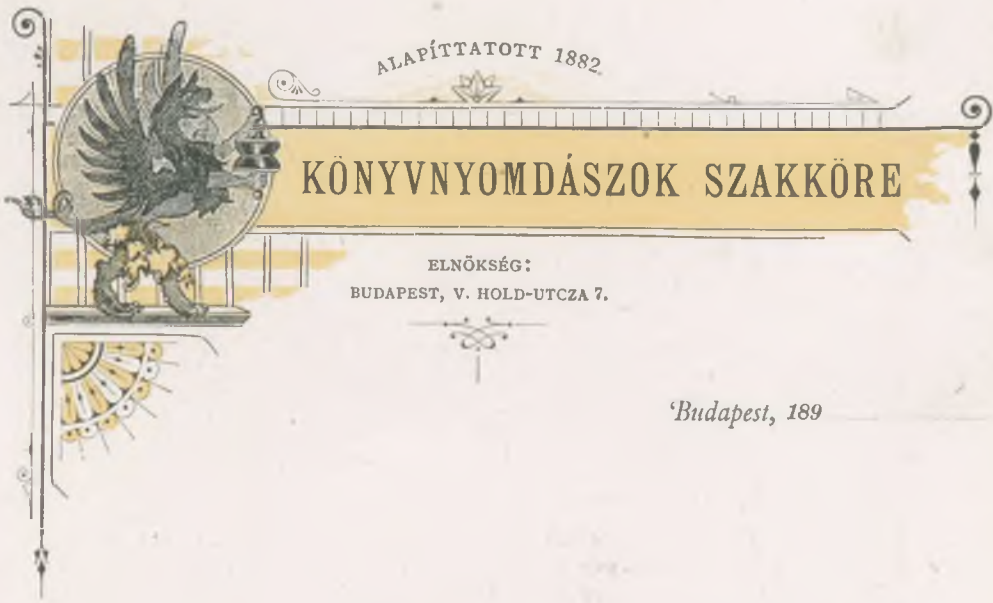 ALAPÍTTATOTT 1882.
KÖNYVNYOMDÁSZOK SZAKKÖRE
ELNÖKSÉG:
BUDAPEST, V. HOLD-UTCZA 7.
Budapest, 189